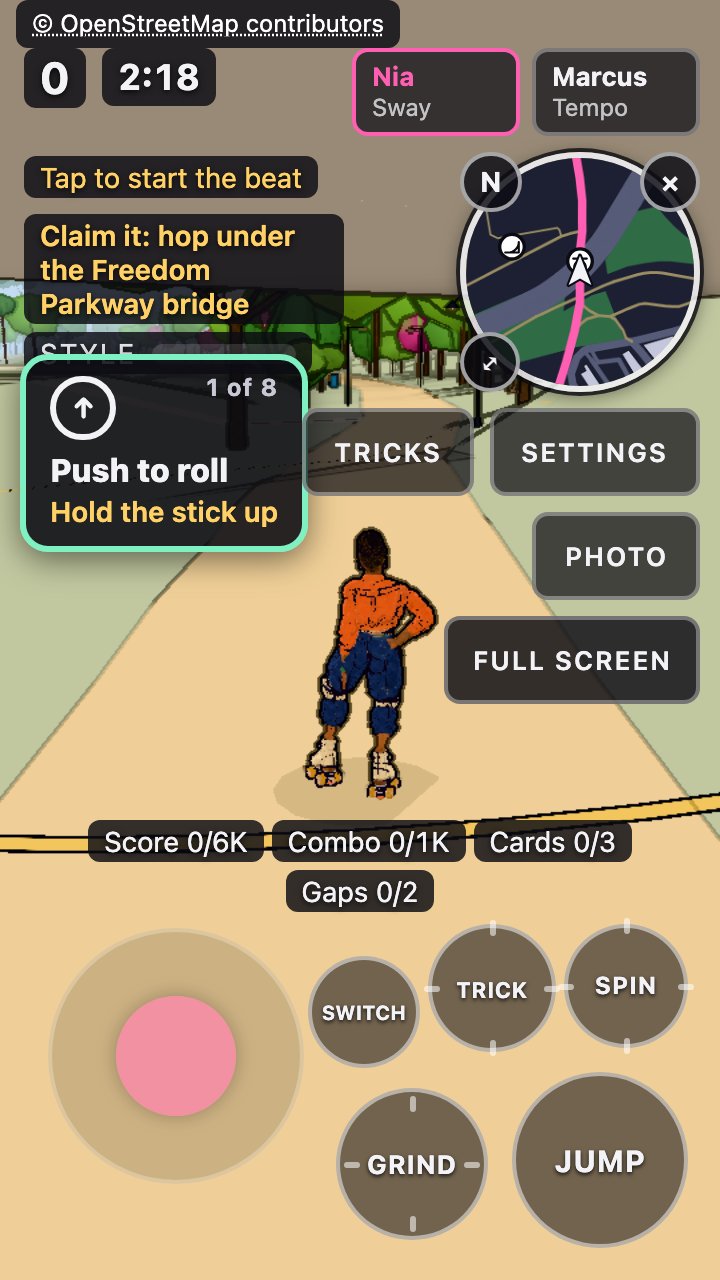 © OpenStreetMap contributors
0
2:18
Nia
Sway
Marcus
Tempo
Tap to start the beat
N
×
Claim it: hop under
the Freedom
Parkway bridge
STYLE
1 of 8
Push to roll
Hold the stick up
TRICKS
SETTINGS
PHOTO
FULL SCREEN
Score 0/6K
Combo 0/1K
Cards 0/3
Gaps 0/2
SWITCH
TRICK
SPIN
GRIND
JUMP